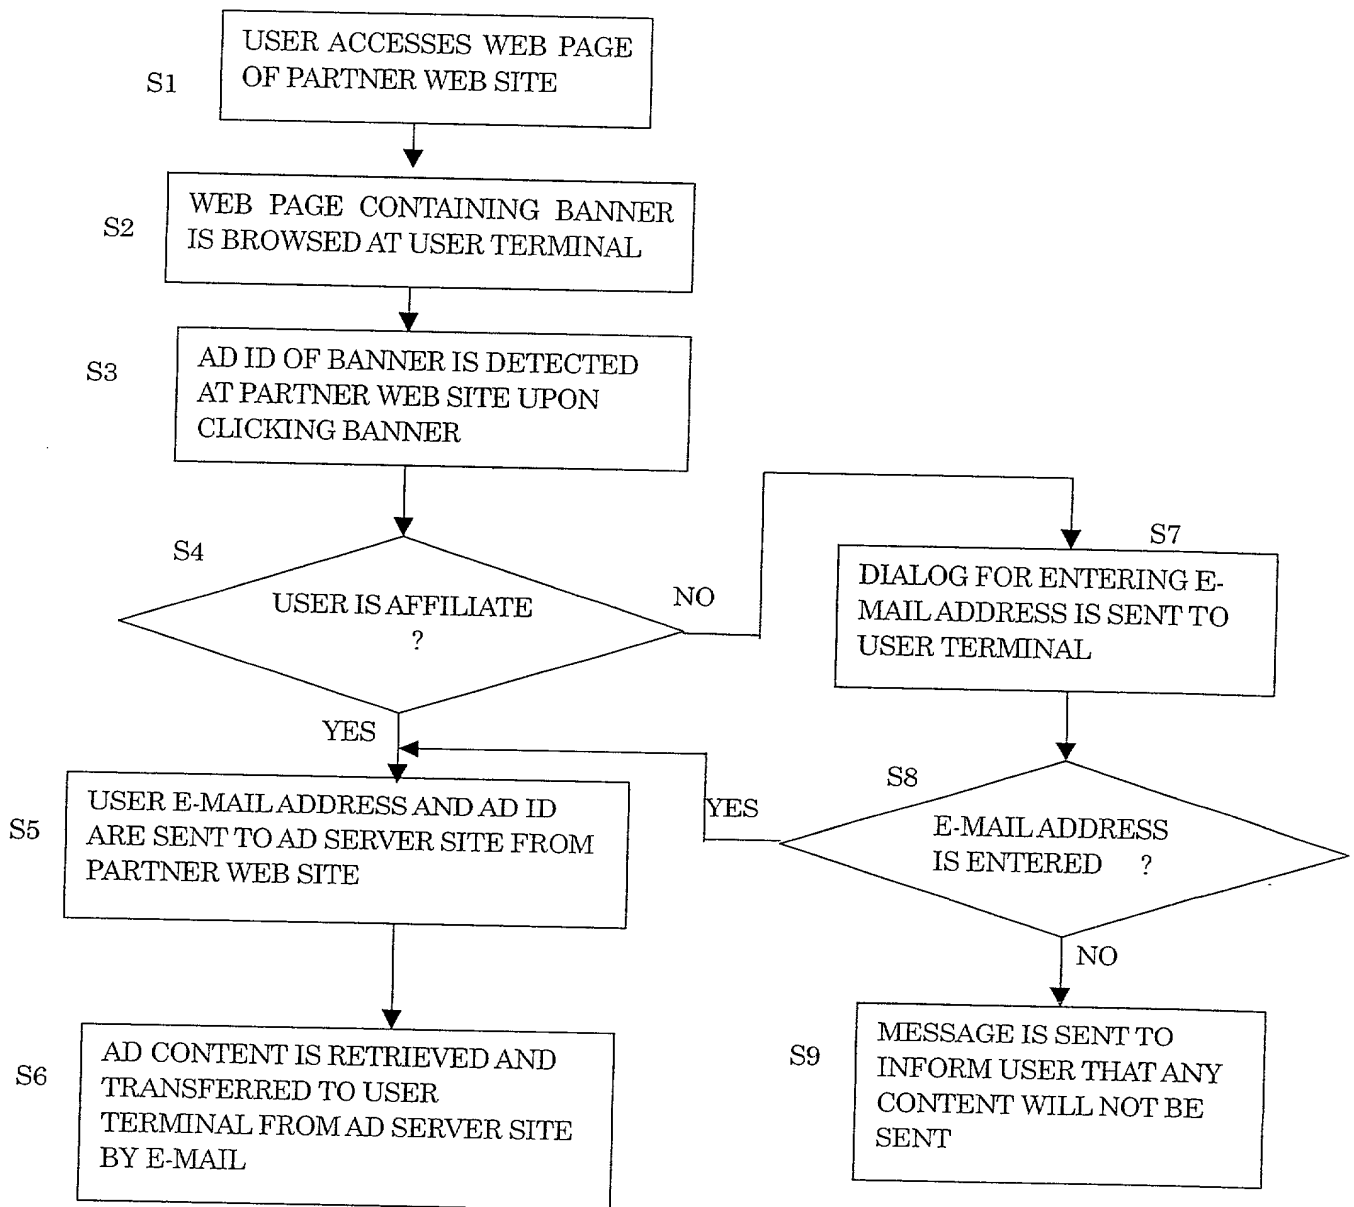 S1
USER ACCESSES WEB PAGE
OF PARTNER WEB SITE
S2
WEB PAGE CONTAINING BANNER
IS BROWSED AT USER TERMINAL
S3
AD ID OF BANNER IS DETECTED
AT PARTNER WEB SITE UPON
CLICKING BANNER
S4
USER IS AFFILIATE
?
NO
YES
S7
DIALOG FOR ENTERING E-
MAIL ADDRESS IS SENT TO
USER TERMINAL
S8
E-MAIL ADDRESS
IS ENTERED ?
YES
NO
S5
USER E-MAIL ADDRESS AND AD ID
ARE SENT TO AD SERVER SITE FROM
PARTNER WEB SITE
S6
AD CONTENT IS RETRIEVED AND
TRANSFERRED TO USER
TERMINAL FROM AD SERVER SITE
BY E-MAIL
S9
MESSAGE IS SENT TO
INFORM USER THAT ANY
CONTENT WILL NOT BE
SENT